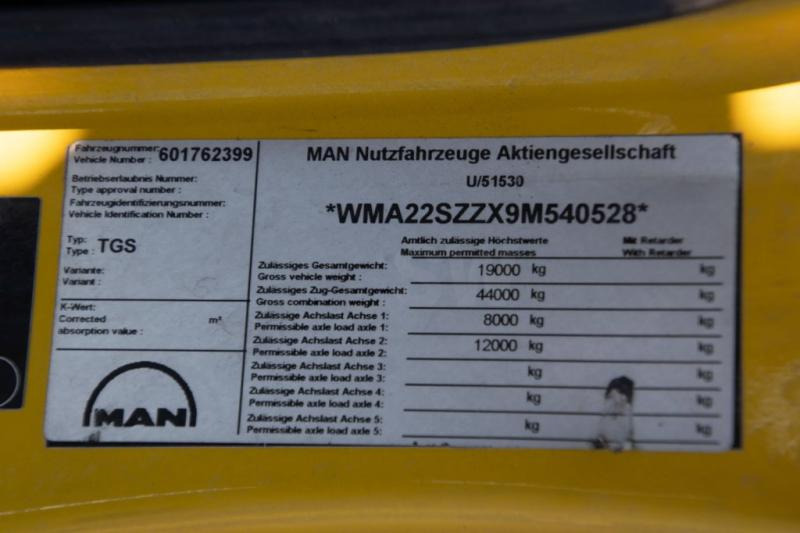 Fahrzeugnummer:
Vehicle Number : 601762399
Betriebserlaubnis Nummer:
Type approval number :
Fahrzeugidentifizierungsnummer:
Vehicle Identification Number :
Typ:
Type : TGS
Variante:
Variant :
K-Wert:
Corrected m³
absorption value :
MAN
MAN Nutzfahrzeuge Aktiengesellschaft
U/51530
*WMA22SZZX9M540528*
Amtlich zulässige Höchstwerte Mit Retarder
Maximum permitted masses With Retarder
Zulässiges Gesamtgewicht:
Gross vehicle weight : 19000 kg kg
Zulässiges Zug-Gesamtgewicht:
Gross combination weight : 44000 kg kg
Zulässige Achslast Achse 1:
Permissible axle load axle 1: 8000 kg kg
Zulässige Achslast Achse 2:
Permissible axle load axle 2: 12000 kg kg
Zulässige Achslast Achse 3:
Permissible axle load axle 3: kg kg
Zulässige Achslast Achse 4:
Permissible axle load axle 4: kg kg
Zulässige Achslast Achse 5:
Permissible axle load axle 5: kg kg